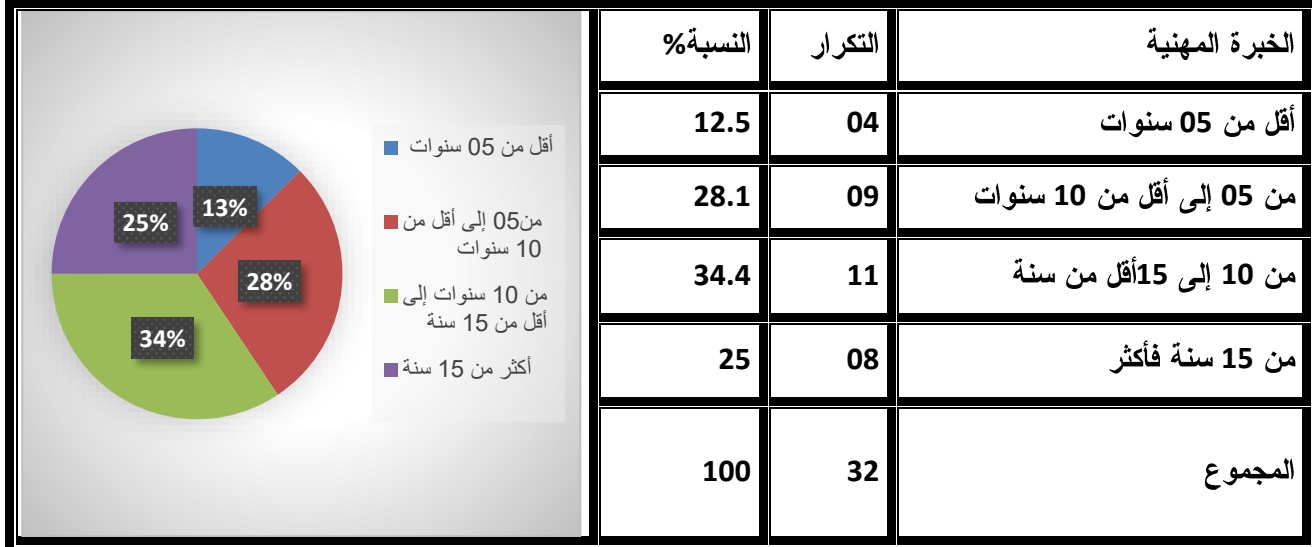 الخبرة المهنية التكرار النسبة%
أقل من 05 سنوات 04 12.5
من 05 إلى أقل من 10 سنوات 09 28.1
من 10 إلى 15أقل من سنة 11 34.4
من 15 سنة فأكثر 08 25
المجموع 32 100
أقل من 05 سنوات
من05 إلى أقل من
10 سنوات
من 10 سنوات إلى
أقل من 15 سنة
أكثر من 15 سنة
13%
28%
34%
25%